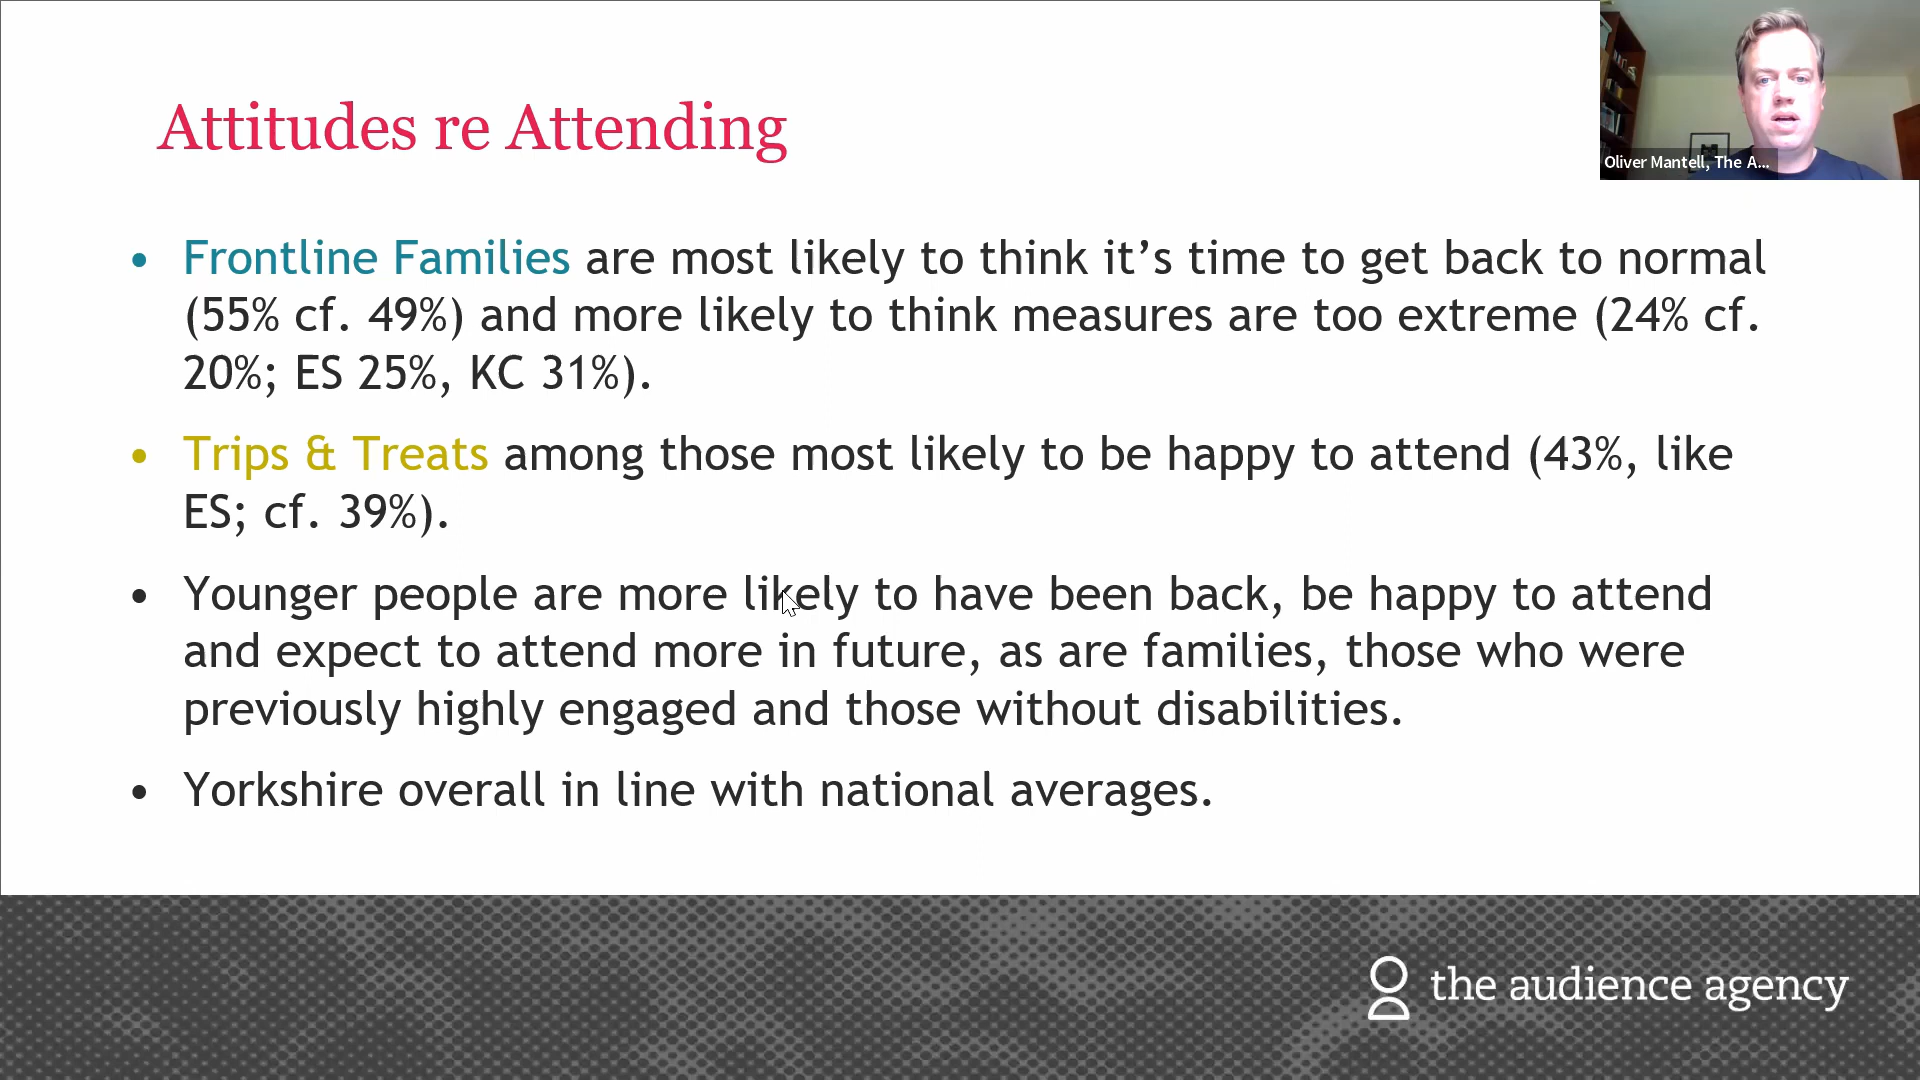 Attitudes re Attending
Oliver Mantell, The A...
• Frontline Families are most likely to think it’s time to get back to normal
(55% cf. 49%) and more likely to think measures are too extreme (24% cf.
20%; ES 25%, KC 31%).
• Trips & Treats among those most likely to be happy to attend (43%, like
ES; cf. 39%).
• Younger people are more likely to have been back, be happy to attend
and expect to attend more in future, as are families, those who were
previously highly engaged and those without disabilities.
• Yorkshire overall in line with national averages.
the audience agency